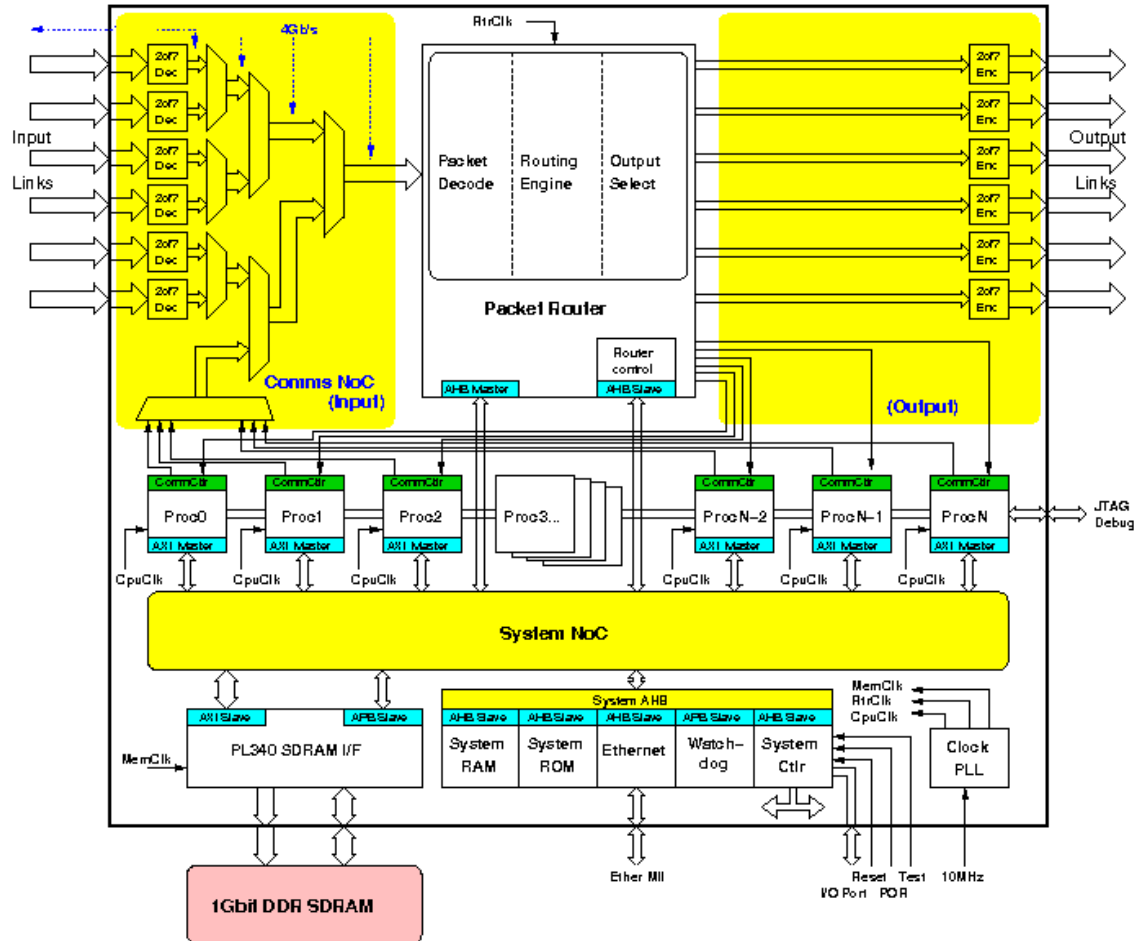 RtrClk
4Gb/s
2of7 Dec
2of7 Enc
2of7 Dec
2of7 Enc
Input
Output
2of7 Dec
Packet Decode
Routing Engine
Output Select
2of7 Enc
Links
Links
2of7 Dec
2of7 Enc
2of7 Dec
2of7 Enc
2of7 Dec
2of7 Enc
Packet Router
Router control
Comms NoC
(Input)
AHB Master
AHB Slave
(Output)
CommCtlr
CommCtlr
CommCtlr
CommCtlr
CommCtlr
CommCtlr
Proc0
Proc1
Proc2
Proc3...
ProcN-2
ProcN-1
ProcN
JTAG
Debug
AXI Master
AXI Master
AXI Master
AXI Master
AXI Master
AXI Master
CpuClk
CpuClk
CpuClk
CpuClk
CpuClk
CpuClk
System NoC
System AHB
MemClk
RtrClk
CpuClk
AXI Slave
APB Slave
AHB Slave
AHB Slave
AHB Slave
APB Slave
AHB Slave
PL340 SDRAM I/F
System RAM
System ROM
Ethernet
Watch-dog
System Ctlr
Clock PLL
MemClk
Ether MII
Reset
Test
10MHz
I/O Port
POR
1Gbit DDR SDRAM